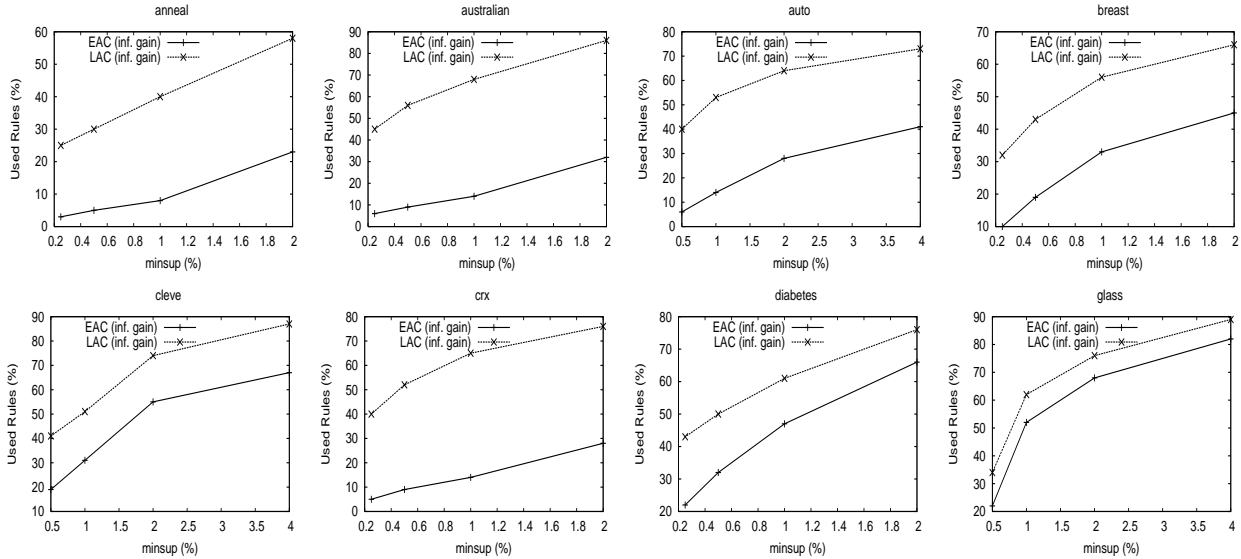 anneal
Used Rules (%)
60
50
40
30
20
10
0
EAC (inf. gain)
LAC (inf. gain)
0.2 0.4 0.6 0.8 1 1.2 1.4 1.6 1.8 2
minsup (%)
australian
Used Rules (%)
90
80
70
60
50
40
30
20
10
0
EAC (inf. gain)
LAC (inf. gain)
0.2 0.4 0.6 0.8 1 1.2 1.4 1.6 1.8 2
minsup (%)
auto
Used Rules (%)
80
70
60
50
40
30
20
10
0
EAC (inf. gain)
LAC (inf. gain)
0.5 1 1.5 2 2.5 3 3.5 4
minsup (%)
breast
Used Rules (%)
70
60
50
40
30
20
10
EAC (inf. gain)
LAC (inf. gain)
0.2 0.4 0.6 0.8 1 1.2 1.4 1.6 1.8 2
minsup (%)
cleve
Used Rules (%)
90
80
70
60
50
40
30
20
10
EAC (inf. gain)
LAC (inf. gain)
0.5 1 1.5 2 2.5 3 3.5 4
minsup (%)
crx
Used Rules (%)
80
70
60
50
40
30
20
10
0
EAC (inf. gain)
LAC (inf. gain)
0.2 0.4 0.6 0.8 1 1.2 1.4 1.6 1.8 2
minsup (%)
diabetes
Used Rules (%)
80
70
60
50
40
30
20
EAC (inf. gain)
LAC (inf. gain)
0.2 0.4 0.6 0.8 1 1.2 1.4 1.6 1.8 2
minsup (%)
glass
Used Rules (%)
90
80
70
60
50
40
30
20
EAC (inf. gain)
LAC (inf. gain)
0.5 1 1.5 2 2.5 3 3.5 4
minsup (%)